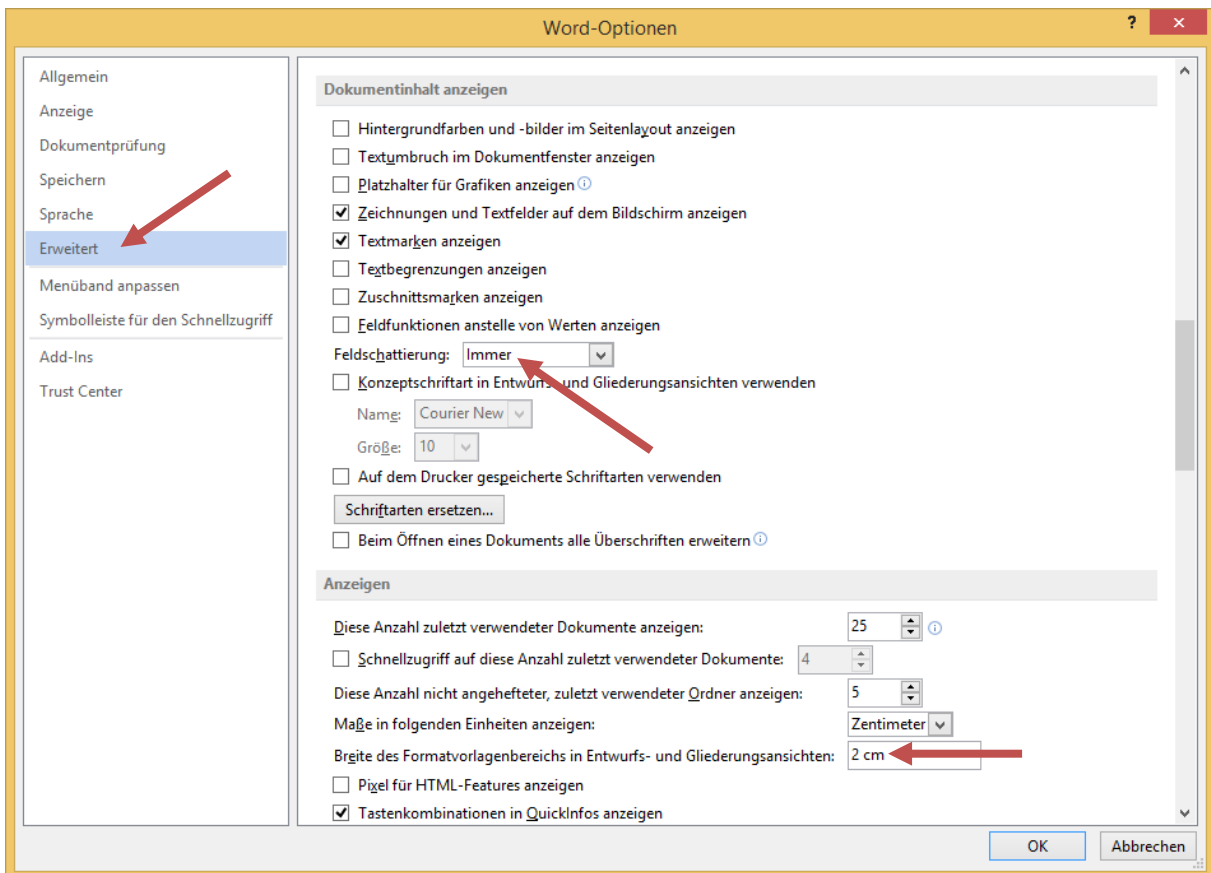 Word-Optionen
?
Allgemein
Anzeige
Dokumentprüfung
Speichern
Sprache
Erweitert
Menüband anpassen
Symbolleiste für den Schnellzugriff
Add-Ins
Trust Center
Dokumentinhalt anzeigen
Hintergrundfarben und -bilder im Seitenlayout anzeigen
Textumbruch im Dokumentfenster anzeigen
Platzhalter für Grafiken anzeigen
Zeichnungen und Textfelder auf dem Bildschirm anzeigen
Textmarken anzeigen
Textbegrenzungen anzeigen
Zuschnittsmarken anzeigen
Feldfunktionen anstelle von Werten anzeigen
Feldschattierung: Immer
Konzeptschriftart in Entwurfs- und Gliederungsansichten verwenden
Name: Courier New
Größe: 10
Auf dem Drucker gespeicherte Schriftarten verwenden
Schriftarten ersetzen...
Beim Öffnen eines Dokuments alle Überschriften erweitern
Anzeigen
Diese Anzahl zuletzt verwendeter Dokumente anzeigen: 25
Schnellzugriff auf diese Anzahl zuletzt verwendeter Dokumente: 4
Diese Anzahl nicht angehefteter, zuletzt verwendeter Ordner anzeigen: 5
Maße in folgenden Einheiten anzeigen: Zentimeter
Breite des Formatvorlagenbereichs in Entwurfs- und Gliederungsansichten: 2 cm
Pixel für HTML-Features anzeigen
Tastenkombinationen in QuickInfos anzeigen
OK Abbrechen